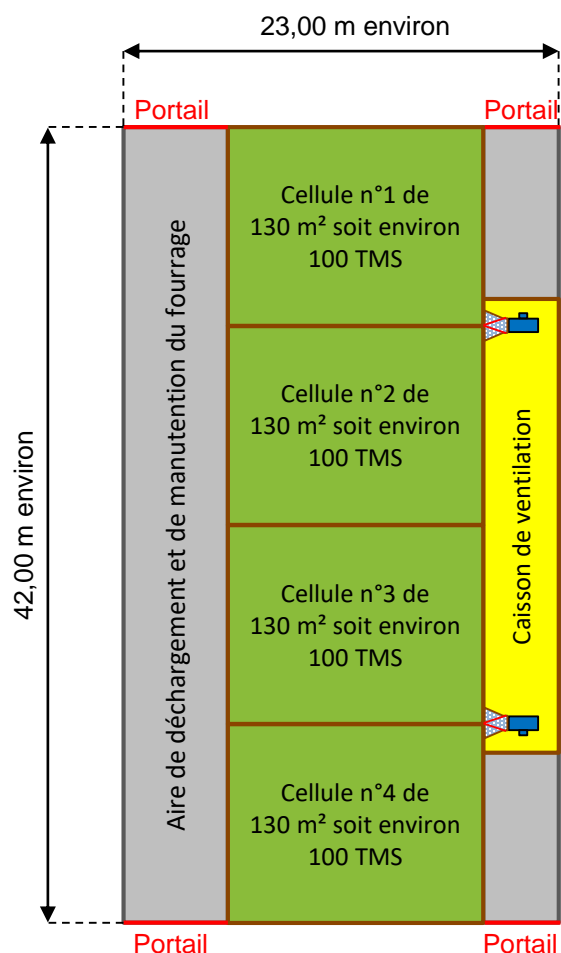 23,00 m environ
Portail
Portail
42,00 m environ
Aire de déchargement et de manutention du fourrage
Cellule n°1 de
130 m² soit environ
100 TMS
Cellule n°2 de
130 m² soit environ
100 TMS
Cellule n°3 de
130 m² soit environ
100 TMS
Cellule n°4 de
130 m² soit environ
100 TMS
Caisson de ventilation
Portail
Portail